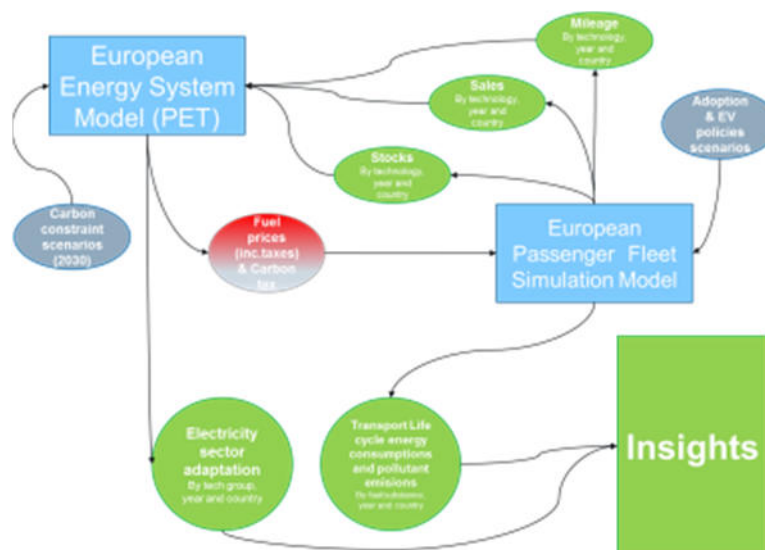 European
Energy System
Model (PET)
Mileage
By technology,
year and
country
Sales
By technology,
year and
country
Stocks
By technology,
year and
country
Adoption
& EV
policies
scenarios
Carbon
constraint
scenarios
(2030)
Fuel
prices
(inc.taxes)
& Carbon
tax
European
Passenger Fleet
Simulation Model
Electricity
sector
adaptation
By tech group,
year and country
Transport Life
cycle energy
consumptions
and pollutant
emisions
year and country
Insights